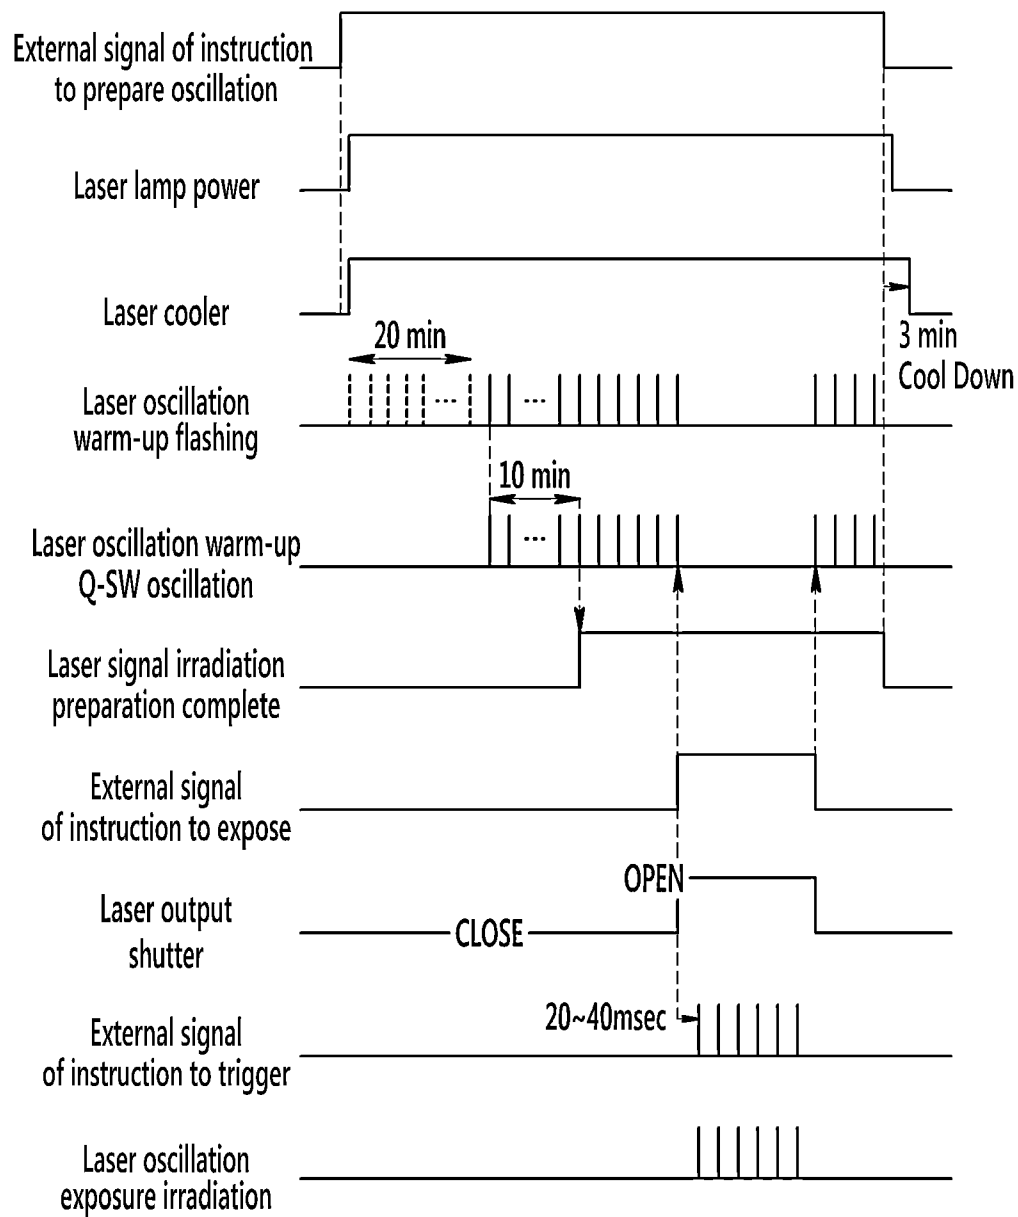 External signal of instruction
to prepare oscillation
Laser lamp power
Laser cooler
3 min
Cool Down
20 min
Laser oscillation
warm-up flashing
...
...
10 min
Laser oscillation warm-up
Q-SW oscillation
...
Laser signal irradiation
preparation complete
External signal
of instruction to expose
OPEN
Laser output
shutter
CLOSE
20~40msec
External signal
of instruction to trigger
Laser oscillation
exposure irradiation